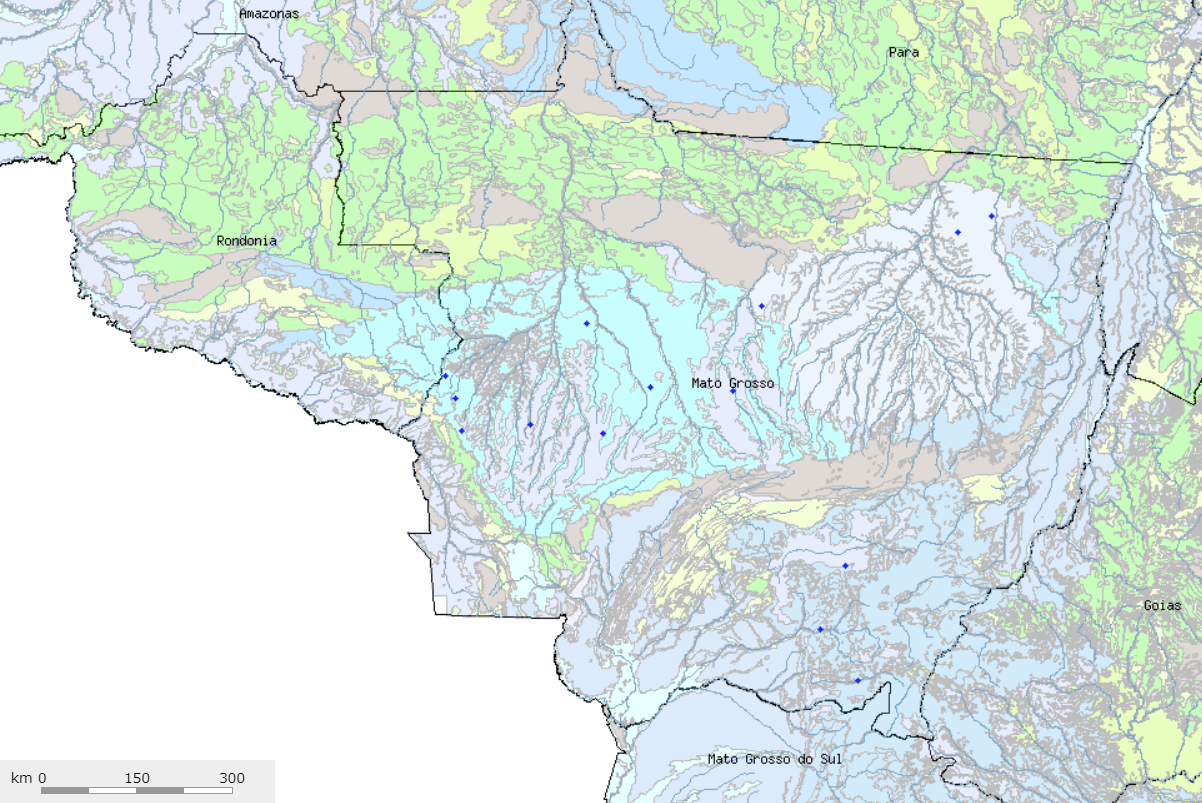 Amazonas
Para
Rondonia
Mato Grosso
Goias
Mato Grosso do Sul
km 0 150 300